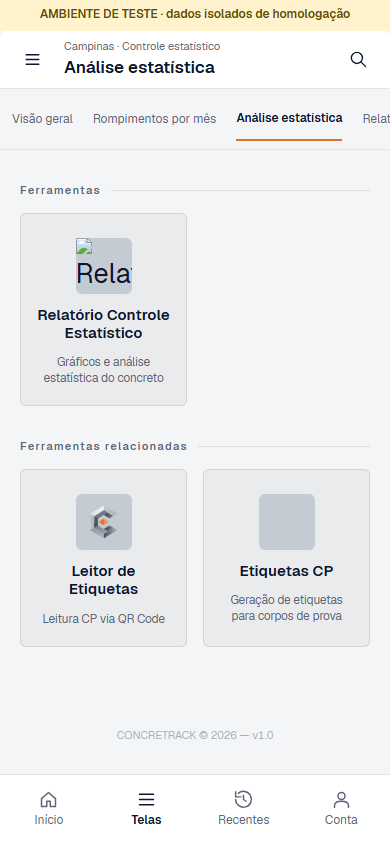 AMBIENTE DE TESTE · dados isolados de homologação
Campinas · Controle estatístico
Análise estatística
Visão geral Rompimentos por mês Análise estatística Relat
Ferramentas
Relat
Relatório Controle
Estatístico
Gráficos e análise
estatística do concreto
Ferramentas relacionadas
Leitor de
Etiquetas
Leitura CP via QR Code
Etiquetas CP
Geração de etiquetas
para corpos de prova
CONCRETRACK © 2026 — v1.0
Início Telas Recentes Conta